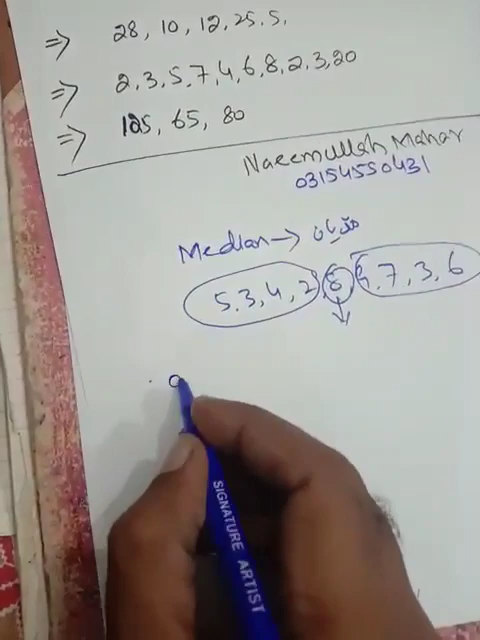 ⇒ 28, 10, 12, 25.5.
⇒ 2,3,5,7,4,6,8,2,3,20
⇒ 125, 65, 80
Naeemullah Mahar
03154550431
Median →
5.3,4,2 8 7, 3, 6
SIGNATURE ARTIST